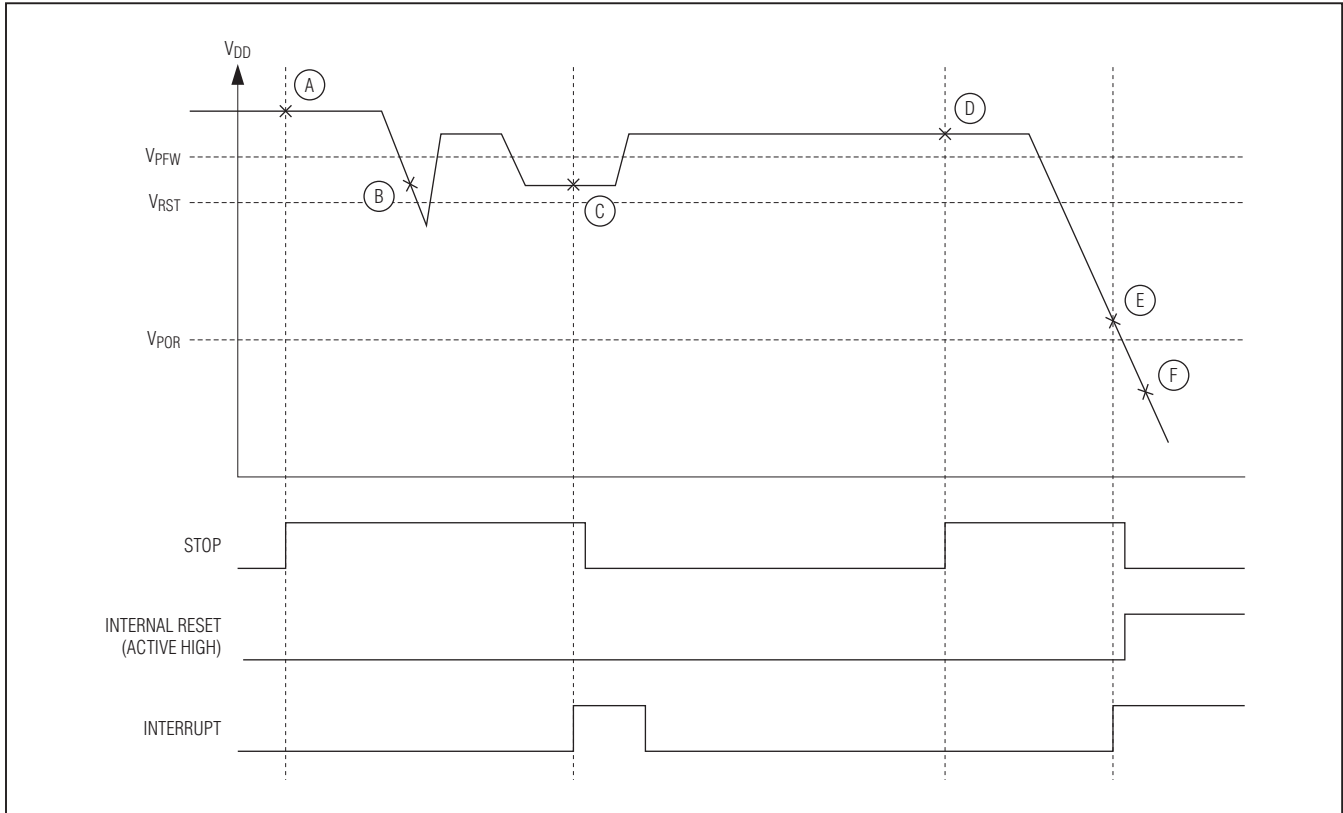 VDD
A
D
VPFW
B
VRST
C
E
VPOR
F
STOP
INTERNAL RESET
(ACTIVE HIGH)
INTERRUPT